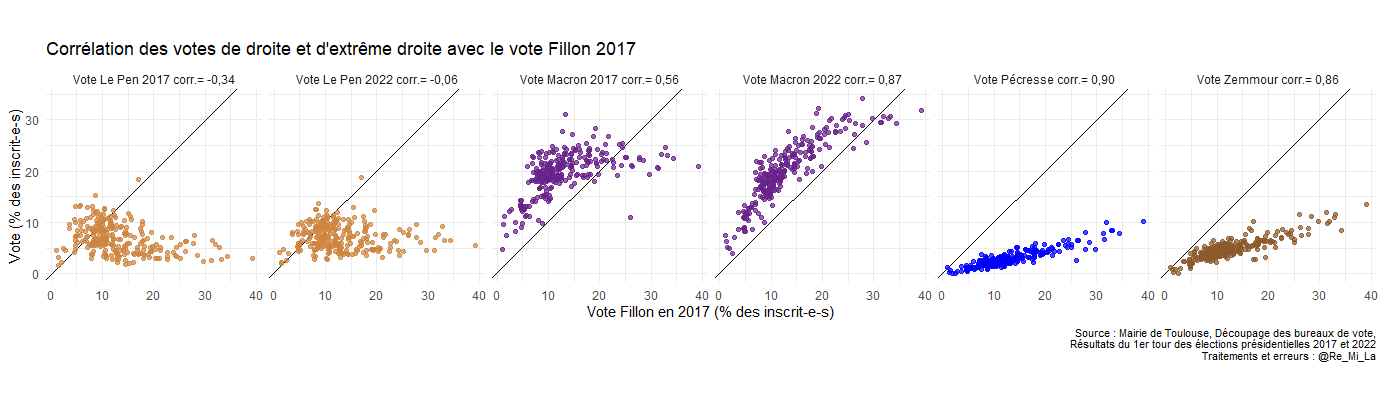 Corrélation des votes de droite et d'extrême droite avec le vote Fillon 2017
Vote Le Pen 2017 corr.= -0,34
Vote Le Pen 2022 corr.= -0,06
Vote Macron 2017 corr.= 0,56
Vote Macron 2022 corr.= 0,87
Vote Pécresse corr.= 0,90
Vote Zemmour corr.= 0,86
Vote (% des inscrit-e-s)
30
20
10
0
0 10 20 30 40
0 10 20 30 40
0 10 20 30 40
0 10 20 30 40
0 10 20 30 40
0 10 20 30 40
Vote Fillon en 2017 (% des inscrit-e-s)
Source : Mairie de Toulouse, Découpage des bureaux de vote,
Résultats du 1er tour des élections présidentielles 2017 et 2022
Traitements et erreurs : @Re_Mi_La